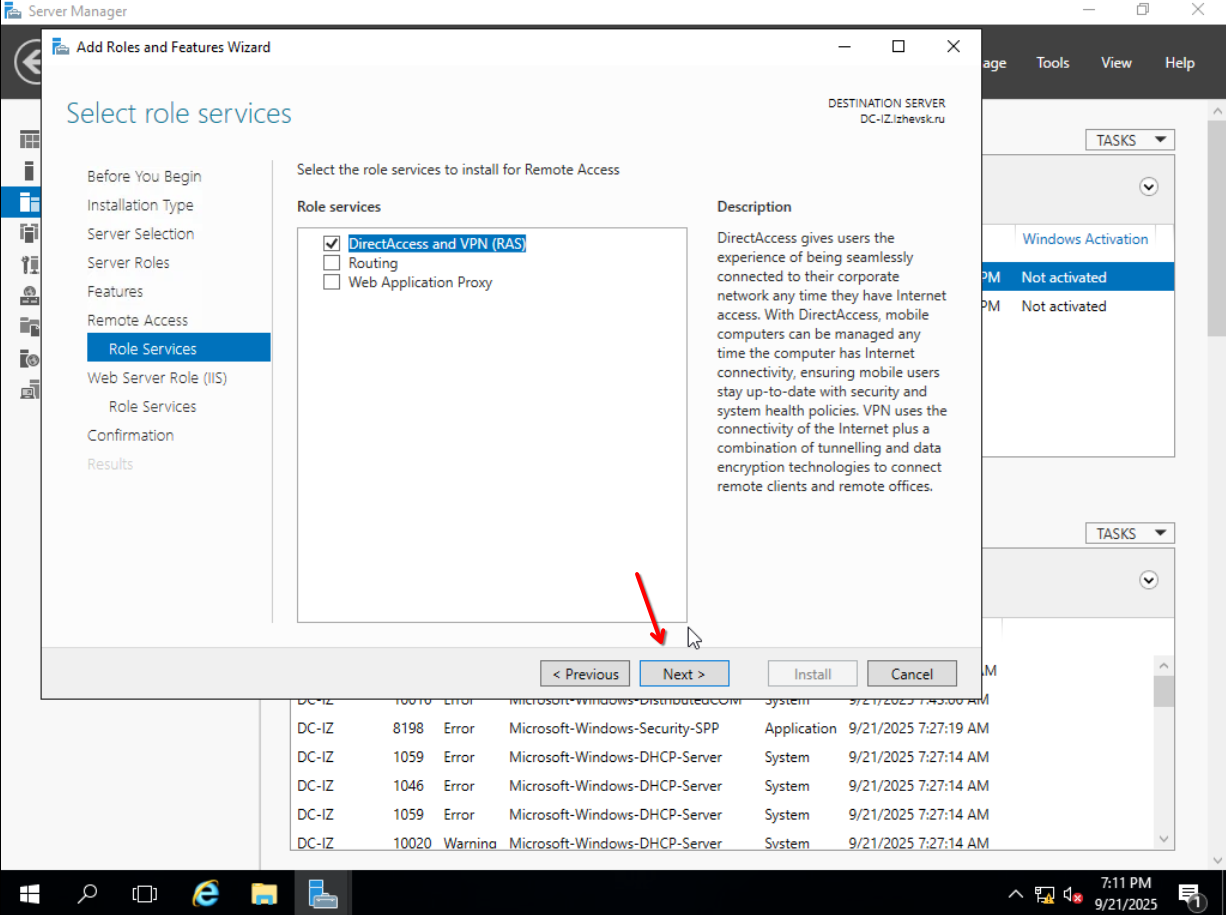 Server Manager
Add Roles and Features Wizard
age Tools View Help
Select role services
DESTINATION SERVER
DC-IZ.Izhevsk.ru
TASKS
Before You Begin
Installation Type
Server Selection
Server Roles
Features
Remote Access
Role Services
Web Server Role (IIS)
Role Services
Confirmation
Results
Select the role services to install for Remote Access
Role services
DirectAccess and VPN (RAS)
Routing
Web Application Proxy
Description
DirectAccess gives users the
experience of being seamlessly
connected to their corporate
network any time they have Internet
access. With DirectAccess, mobile
computers can be managed any
time the computer has Internet
connectivity, ensuring mobile users
stay up-to-date with security and
system health policies. VPN uses the
connectivity of the Internet plus a
combination of tunnelling and data
encryption technologies to connect
remote clients and remote offices.
Windows Activation
PM Not activated
PM Not activated
TASKS
< Previous
Next >
Install
Cancel
AM
DC-IZ 10010 Error Microsoft-Windows-DistributedCOM System 9/21/2025 AM
DC-IZ 8198 Error Microsoft-Windows-Security-SPP Application 9/21/2025 7:27:19 AM
DC-IZ 1059 Error Microsoft-Windows-DHCP-Server System 9/21/2025 7:27:14 AM
DC-IZ 1046 Error Microsoft-Windows-DHCP-Server System 9/21/2025 7:27:14 AM
DC-IZ 1059 Error Microsoft-Windows-DHCP-Server System 9/21/2025 7:27:14 AM
DC-IZ 10020 Warning Microsoft-Windows-DHCP-Server System 9/21/2025 7:27:14 AM
7:11 PM
9/21/2025
1